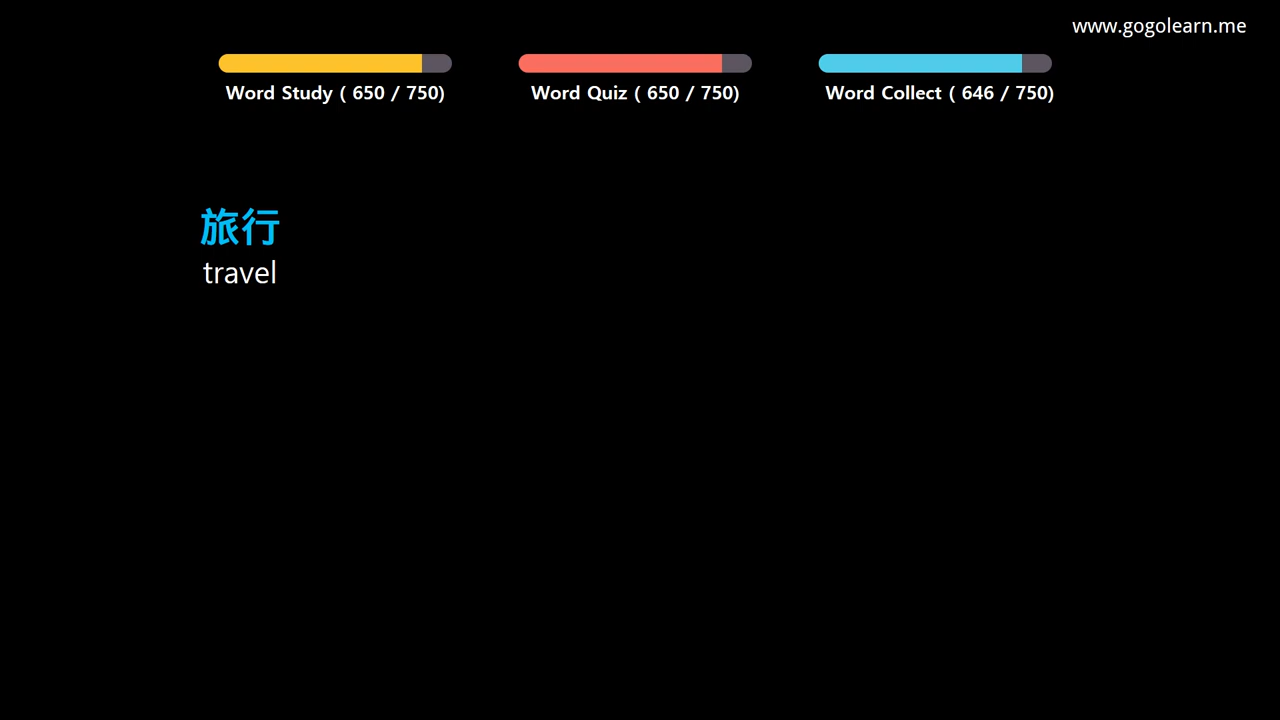 www.gogolearn.me
Word Study ( 650 / 750)
Word Quiz ( 650 / 750)
Word Collect ( 646 / 750)
旅行
travel